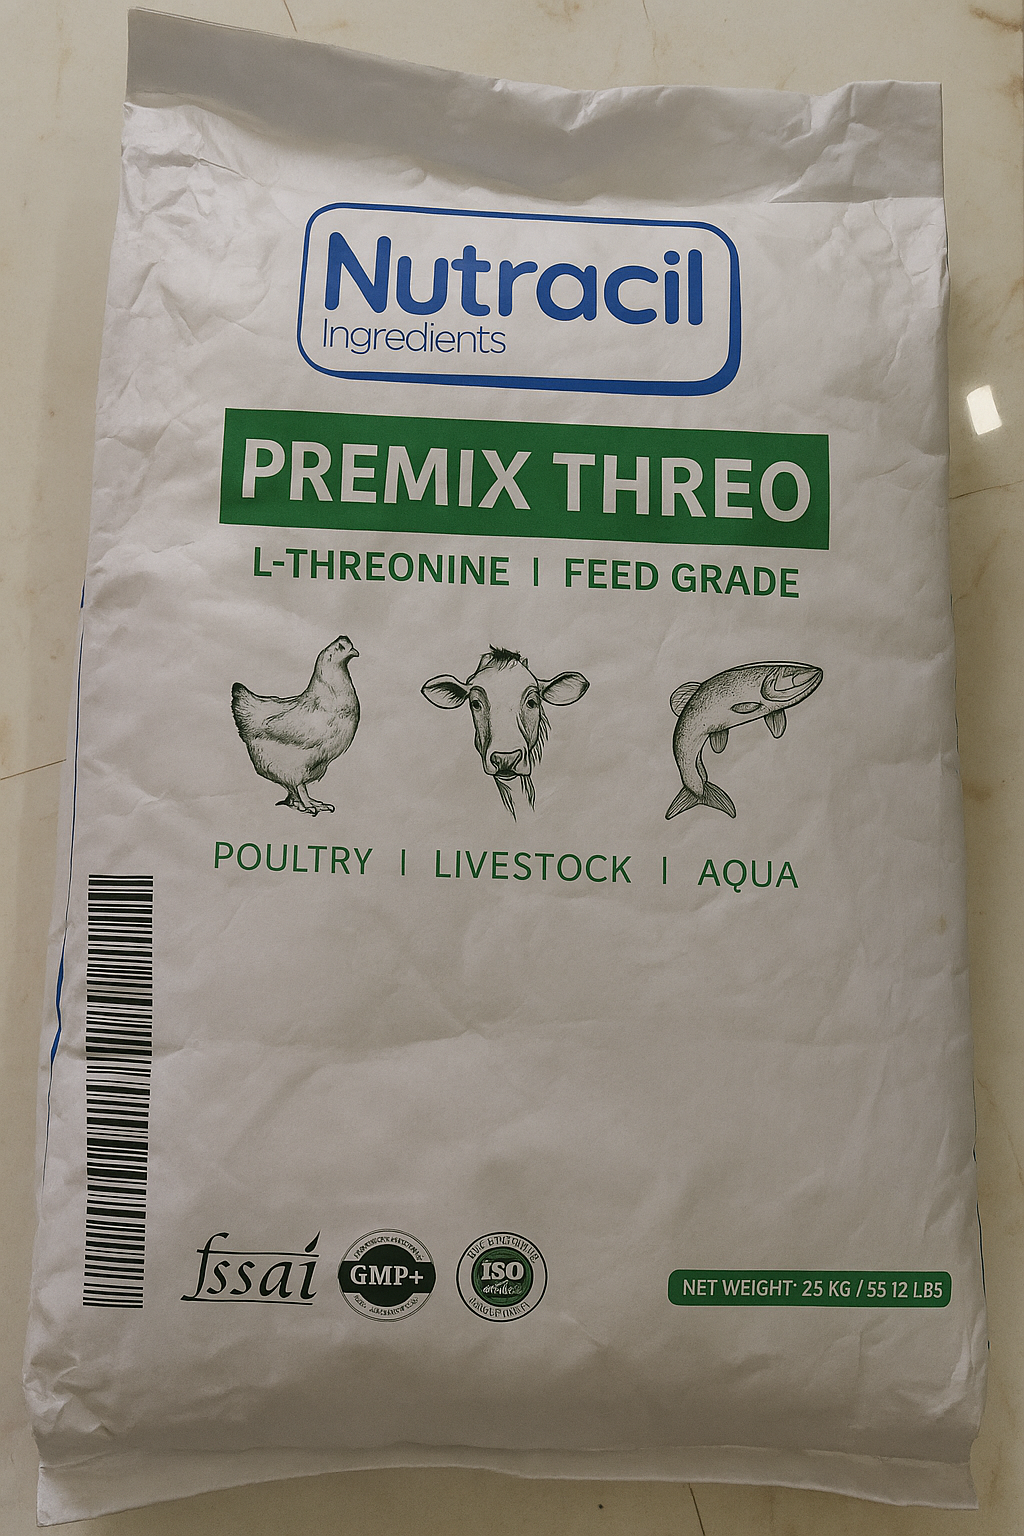 Nutracil
Ingredients
PREMIX THREO
L-THREONINE | FEED GRADE
POULTRY | LIVESTOCK | AQUA
fssai
GMP+
ISO
NET WEIGHT· 25 KG / 55 12 LB5